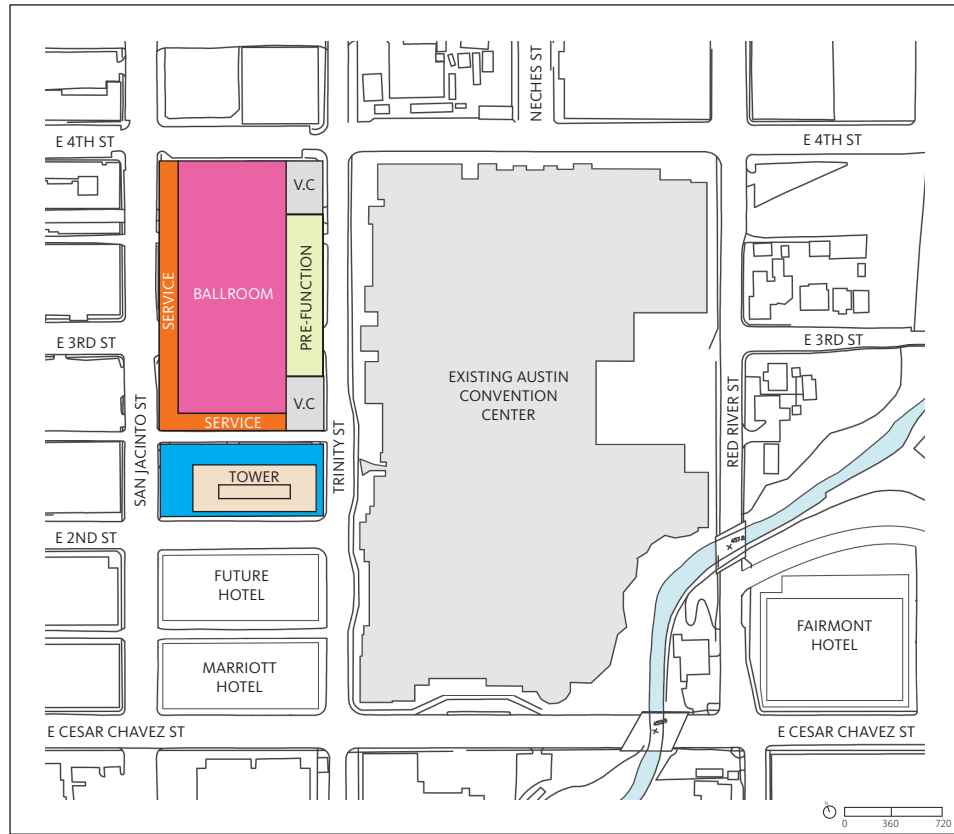 NECHES ST
E 4TH ST
E 4TH ST
V.C
SERVICE
BALLROOM
PRE-FUNCTION
E 3RD ST
E 3RD ST
EXISTING AUSTIN
CONVENTION
CENTER
V.C
SERVICE
SAN JACINTO ST
TRINITY ST
RED RIVER ST
TOWER
E 2ND ST
FUTURE
HOTEL
FAIRMONT
HOTEL
MARRIOTT
HOTEL
E CESAR CHAVEZ ST
E CESAR CHAVEZ ST
N
0 360 720